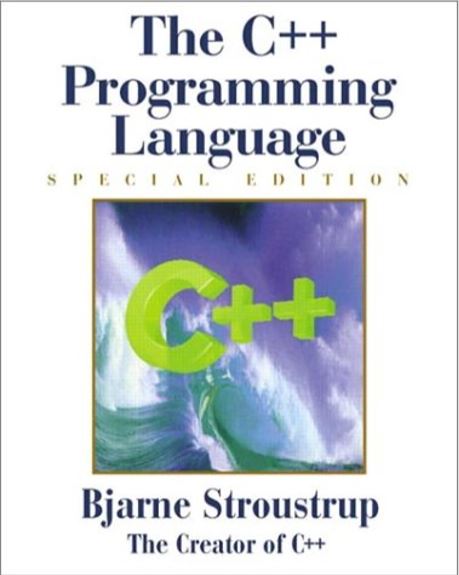 The C++
Programming
Language
SPECIAL EDITION
C++
Bjarne Stroustrup
The Creator of C++